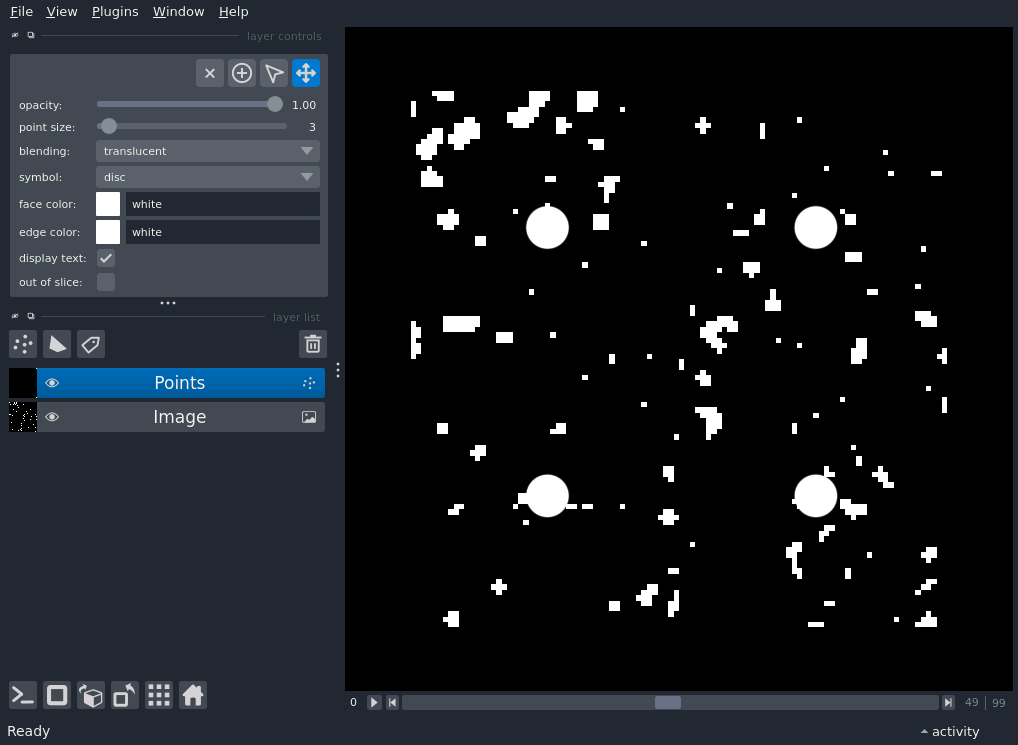 File View Plugins Window Help
layer controls
opacity: 1.00
point size: 3
blending: translucent
symbol: disc
face color: white
edge color: white
display text:
out of slice:
layer list
Points
Image
0 49 99
Ready activity